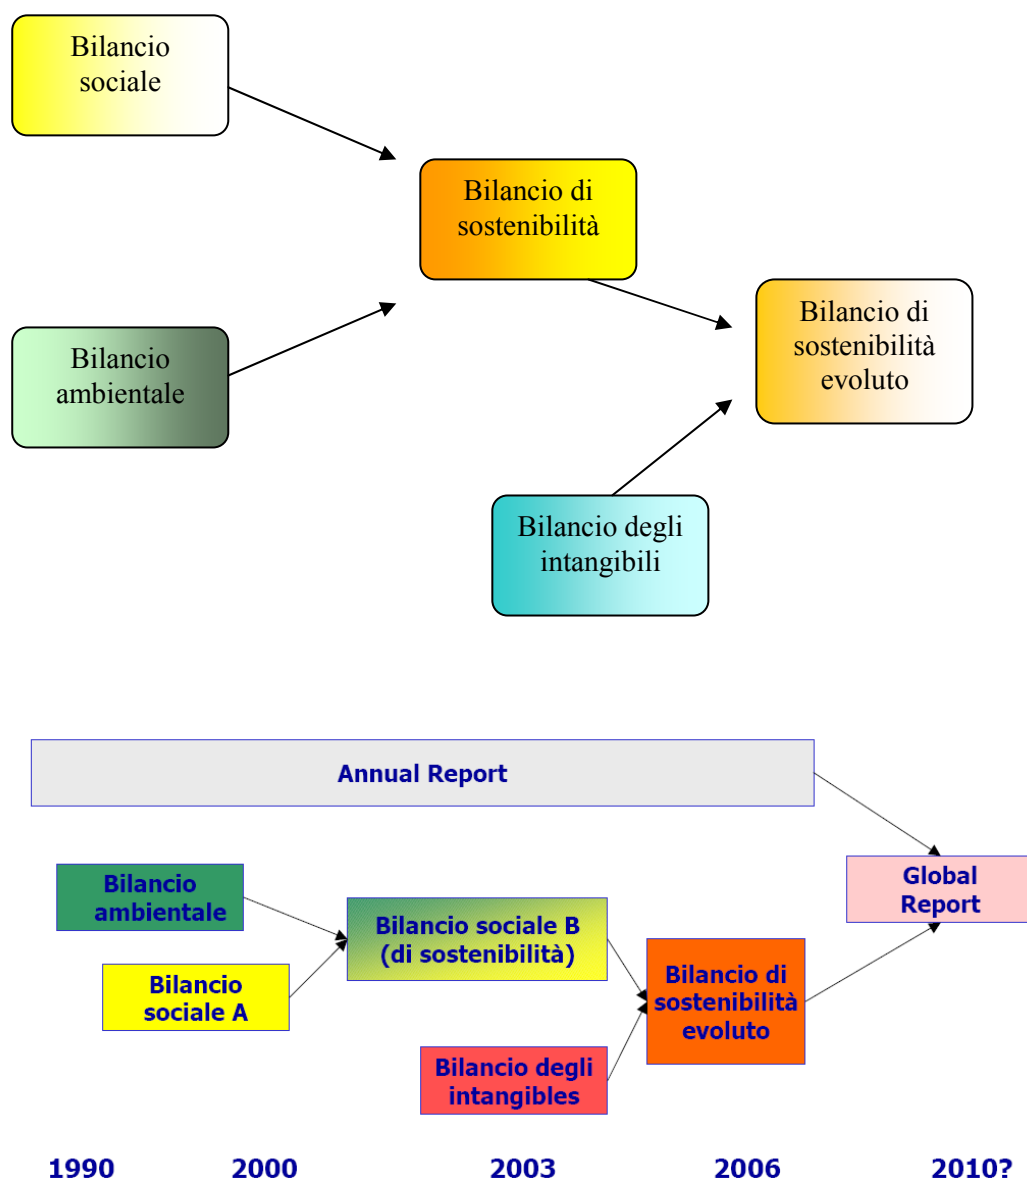 Bilancio
sociale
Bilancio di
sostenibilità
Bilancio di
sostenibilità
evoluto
Bilancio
ambientale
Bilancio degli
intangibili
Annual Report
Bilancio
ambientale
Bilancio sociale B
(di sostenibilità)
Global
Report
Bilancio
sociale A
Bilancio di
sostenibilità
evoluto
Bilancio degli
intangibles
1990 2000 2003 2006 2010?